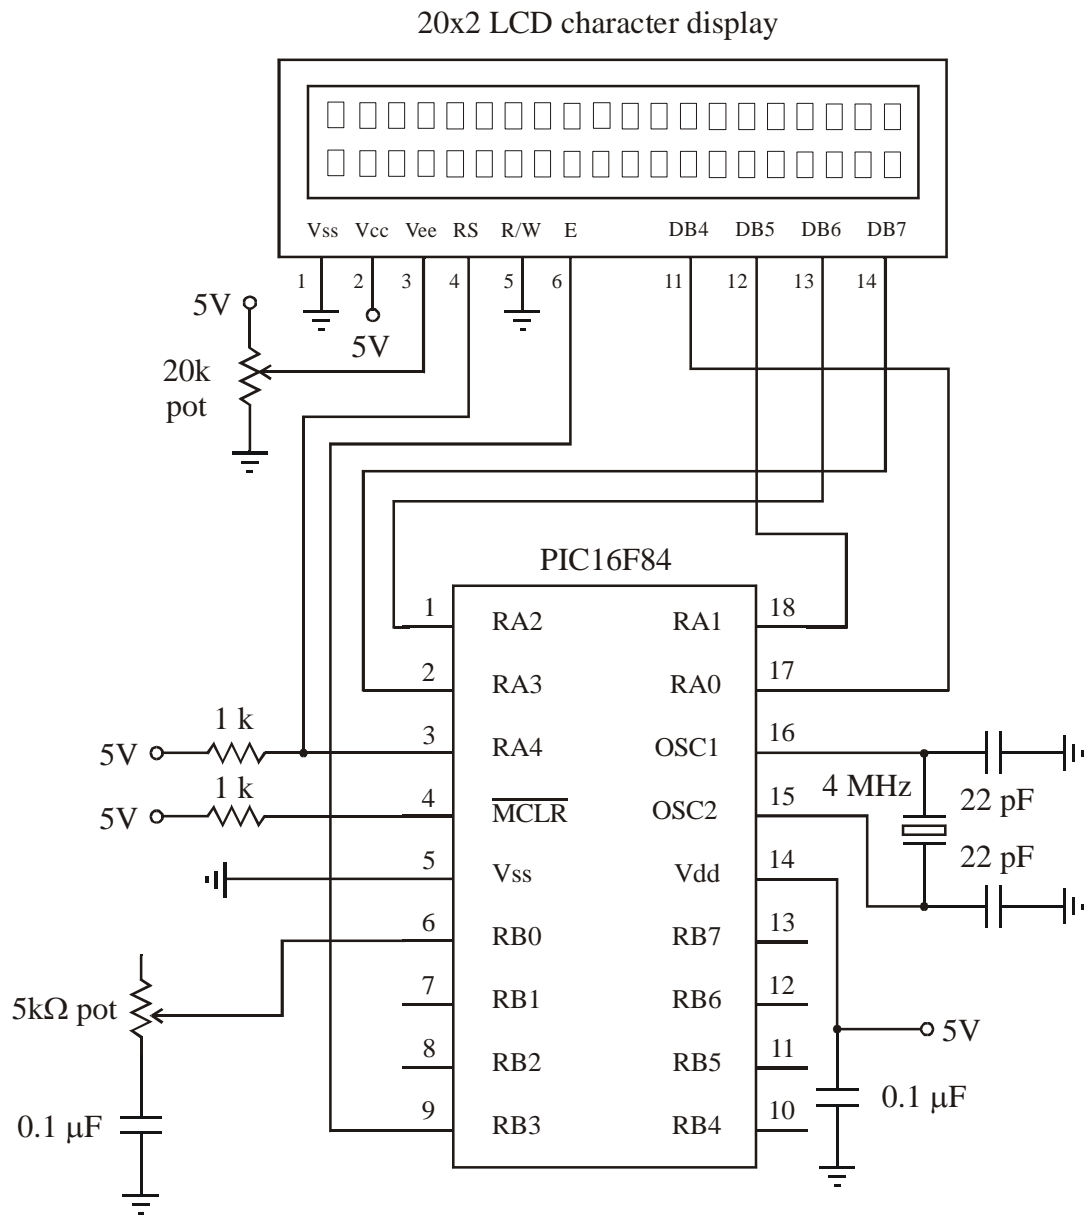 20x2 LCD character display
Vss Vcc Vee RS R/W E DB4 DB5 DB6 DB7
1 2 3 4 5 6 11 12 13 14
5V
5V
20k
pot
PIC16F84
1 RA2 RA1 18
2 RA3 RA0 17
1 k
5V 3 RA4 OSC1 16
1 k
4 MHz 22 pF
5V 4 MCLR OSC2 15
22 pF
5 Vss Vdd 14
6 RB0 RB7 13
5kΩ pot
7 RB1 RB6 12
5V
8 RB2 RB5 11
0.1 μF
0.1 μF
9 RB3 RB4 10